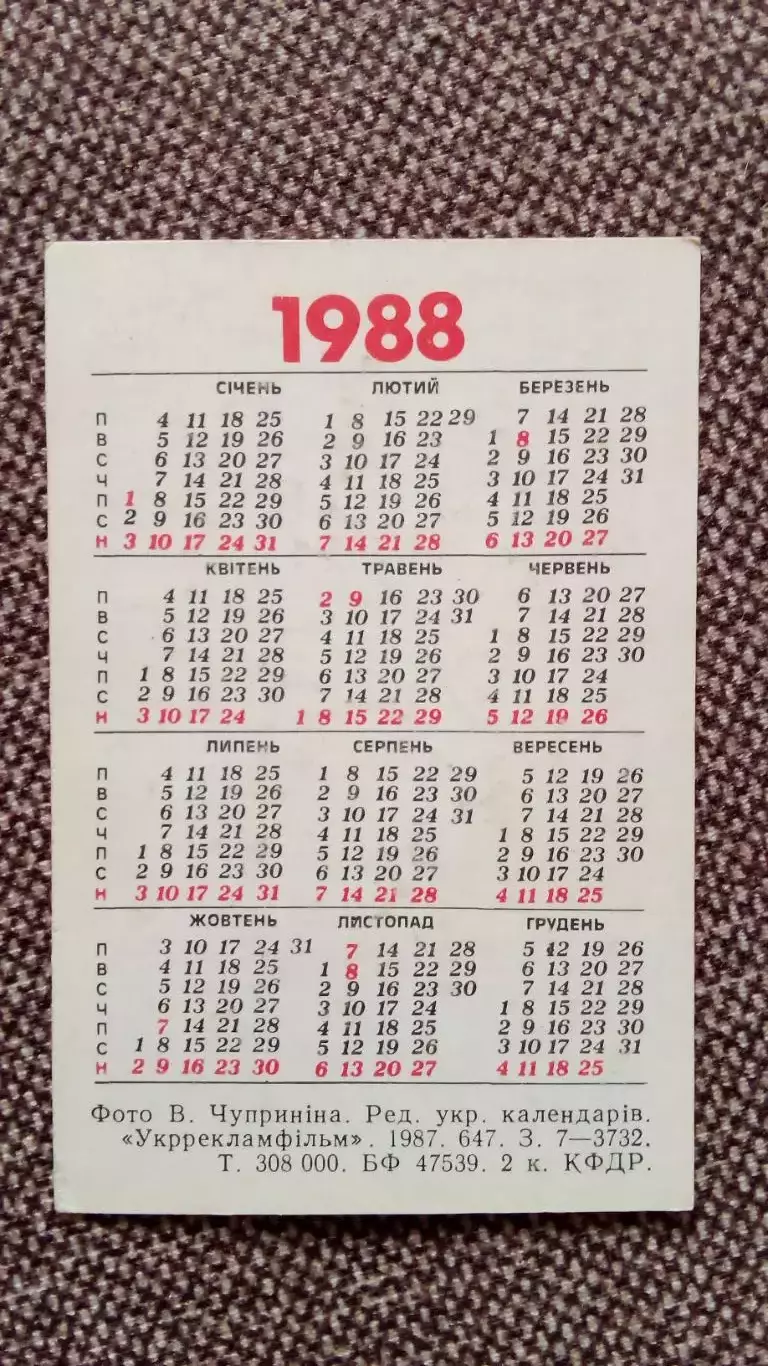 1988
СІЧЕНЬ ЛЮТИЙ БЕРЕЗЕНЬ
П 4 11 18 25 1 8 15 22 29 7 14 21 28
В 5 12 19 26 2 9 16 23 1 8 15 22 29
С 6 13 20 27 3 10 17 24 2 9 16 23 30
Ч 7 14 21 28 4 11 18 25 3 10 17 24 31
П 1 8 15 22 29 5 12 19 26 4 11 18 25
С 2 9 16 23 30 6 13 20 27 5 12 19 26
Н 3 10 17 24 31 7 14 21 28 6 13 20 27
КВІТЕНЬ ТРАВЕНЬ ЧЕРВЕНЬ
П 4 11 18 25 2 9 16 23 30 6 13 20 27
В 5 12 19 26 3 10 17 24 31 7 14 21 28
С 6 13 20 27 4 11 18 25 1 8 15 22 29
Ч 7 14 21 28 5 12 19 26 2 9 16 23 30
П 1 8 15 22 29 6 13 20 27 3 10 17 24
С 2 9 16 23 30 7 14 21 28 4 11 18 25
Н 3 10 17 24 1 8 15 22 29 5 12 19 26
ЛИПЕНЬ СЕРПЕНЬ ВЕРЕСЕНЬ
П 4 11 18 25 1 8 15 22 29 5 12 19 26
В 5 12 19 26 2 9 16 23 30 6 13 20 27
С 6 13 20 27 3 10 17 24 31 7 14 21 28
Ч 7 14 21 28 4 11 18 25 1 8 15 22 29
П 1 8 15 22 29 5 12 19 26 2 9 16 23 30
С 2 9 16 23 30 6 13 20 27 3 10 17 24
Н 3 10 17 24 31 7 14 21 28 4 11 18 25
ЖОВТЕНЬ ЛИСТОПАД ГРУДЕНЬ
П 3 10 17 24 31 7 14 21 28 5 12 19 26
В 4 11 18 25 1 8 15 22 29 6 13 20 27
С 5 12 19 26 2 9 16 23 30 7 14 21 28
Ч 6 13 20 27 3 10 17 24 1 8 15 22 29
П 7 14 21 28 4 11 18 25 2 9 16 23 30
С 1 8 15 22 29 5 12 19 26 3 10 17 24 31
Н 2 9 16 23 30 6 13 20 27 4 11 18 25
Фото В. Чуприніна. Ред. укр. календарів.
«Укррекламфільм». 1987. 647. З. 7—3732.
Т. 308 000. БФ 47539. 2 к. КФДР.